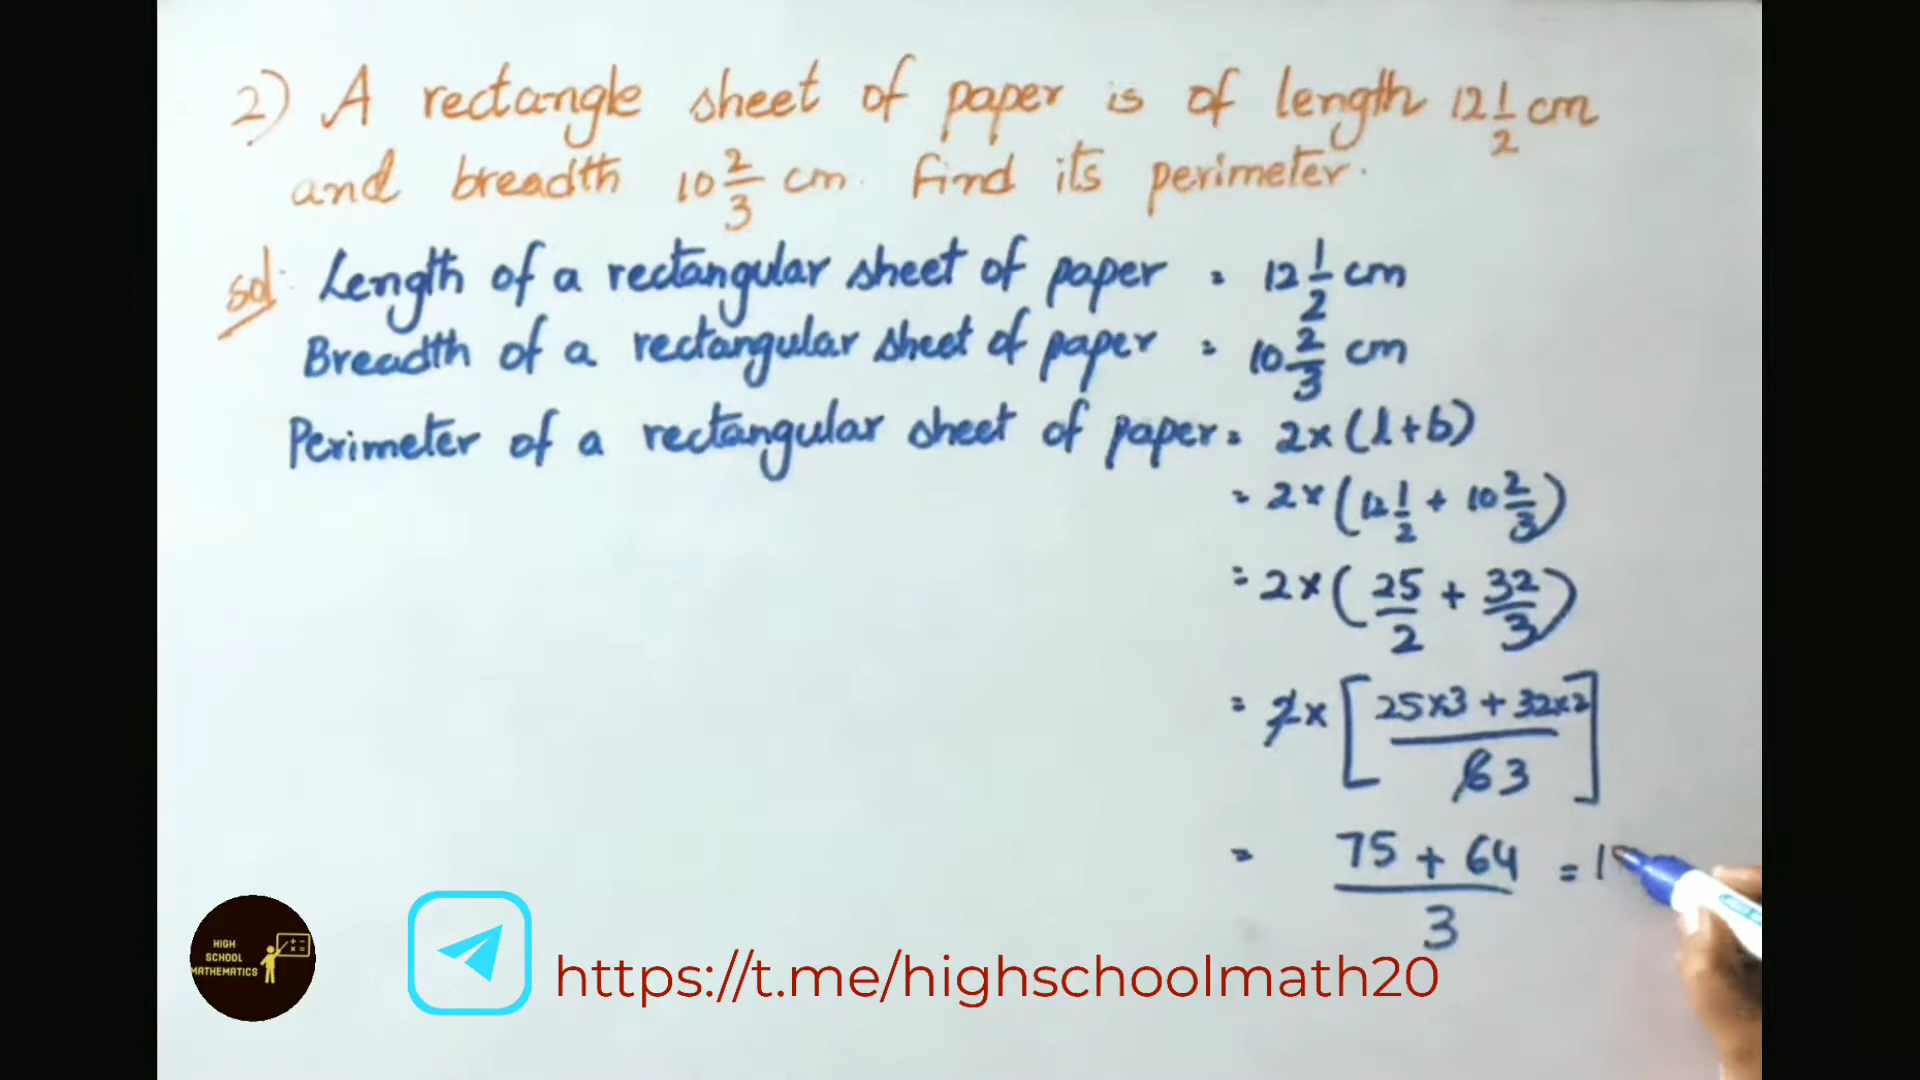 2) A rectangle sheet of paper is of length 12 1/2 cm
and breadth 10 2/3 cm. Find its perimeter.
Sol: Length of a rectangular sheet of paper = 12 1/2 cm
Breadth of a rectangular sheet of paper = 10 2/3 cm
Perimeter of a rectangular sheet of paper = 2×(l+b)
= 2×(12 1/2 + 10 2/3)
= 2×(25/2 + 32/3)
= 2×[(25×3+32×2)/6 3]
= (75+64)/3 = 1
HIGH
SCHOOL
MATHEMATICS
https://t.me/highschoolmath20